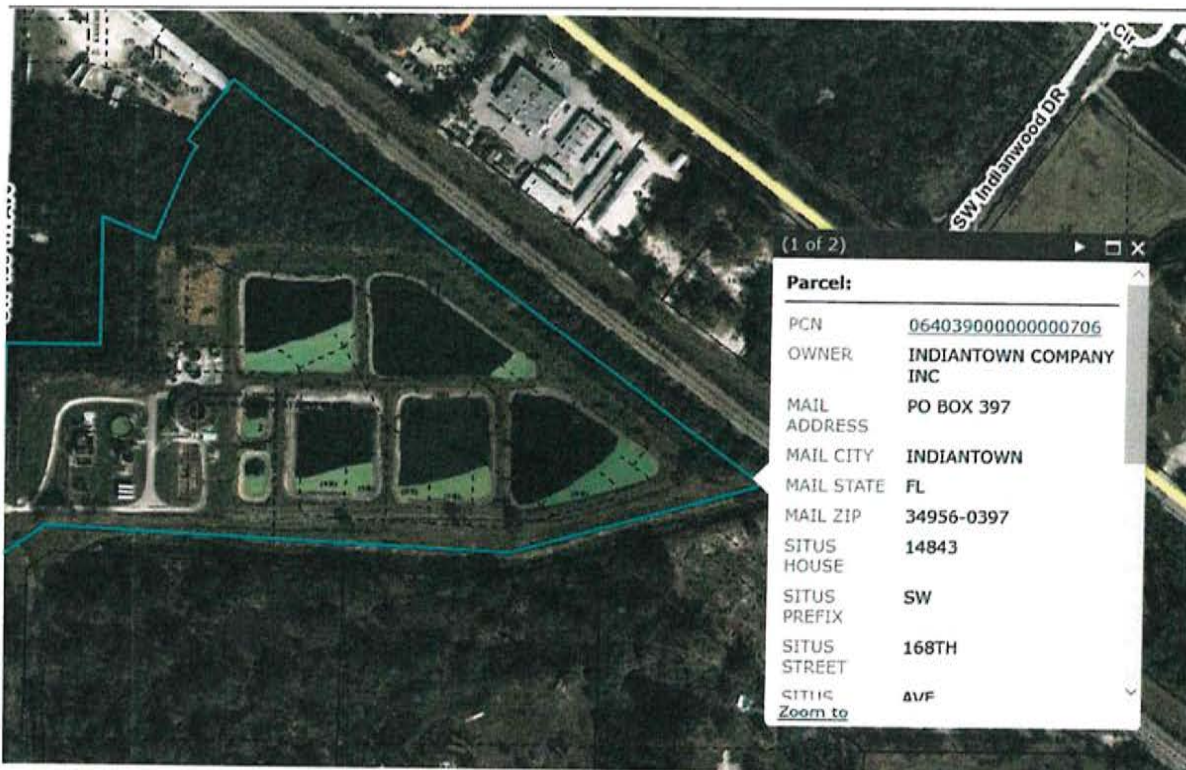 Cir
SW Indianwood DR
(1 of 2)
Parcel:
PCN 064039000000000706
OWNER INDIANTOWN COMPANY
INC
MAIL PO BOX 397
ADDRESS
MAIL CITY INDIANTOWN
MAIL STATE FL
MAIL ZIP 34956-0397
SITUS 14843
HOUSE
SITUS SW
PREFIX
SITUS 168TH
STREET
SITUS AVE
Zoom to